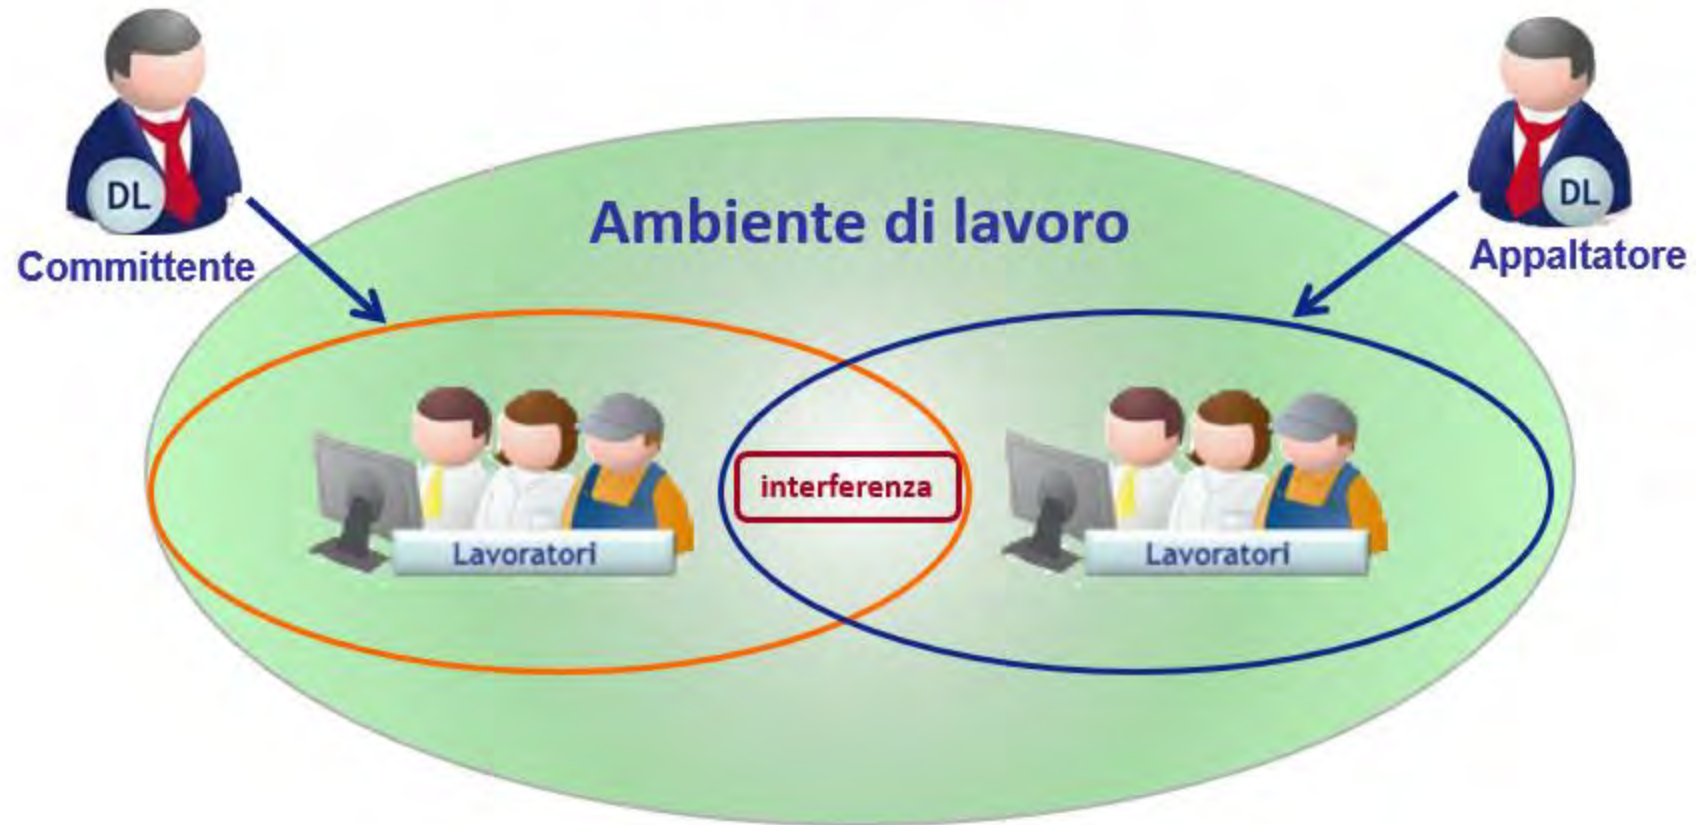 DL
DL
Ambiente di lavoro
Committente
Appaltatore
interferenza
Lavoratori
Lavoratori